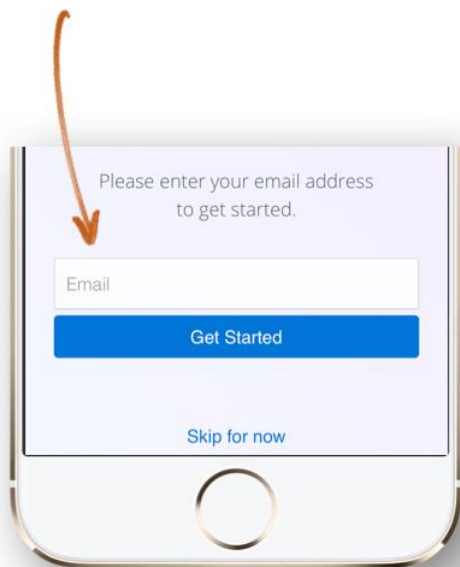 Please enter your email address
to get started.
Email
Get Started
Skip for now